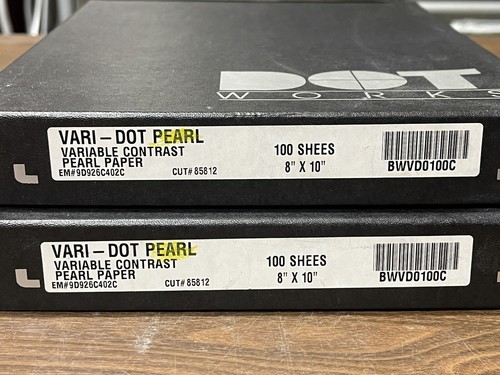 DOT
WORKS
VARI-DOT PEARL
VARIABLE CONTRAST
PEARL PAPER
EM#9D926C402C CUT#85812
100 SHEES
8" X 10"
BWVD0100C
VARI-DOT PEARL
VARIABLE CONTRAST
PEARL PAPER
EM#9D926C402C CUT#85812
100 SHEES
8" X 10"
BWVD0100C